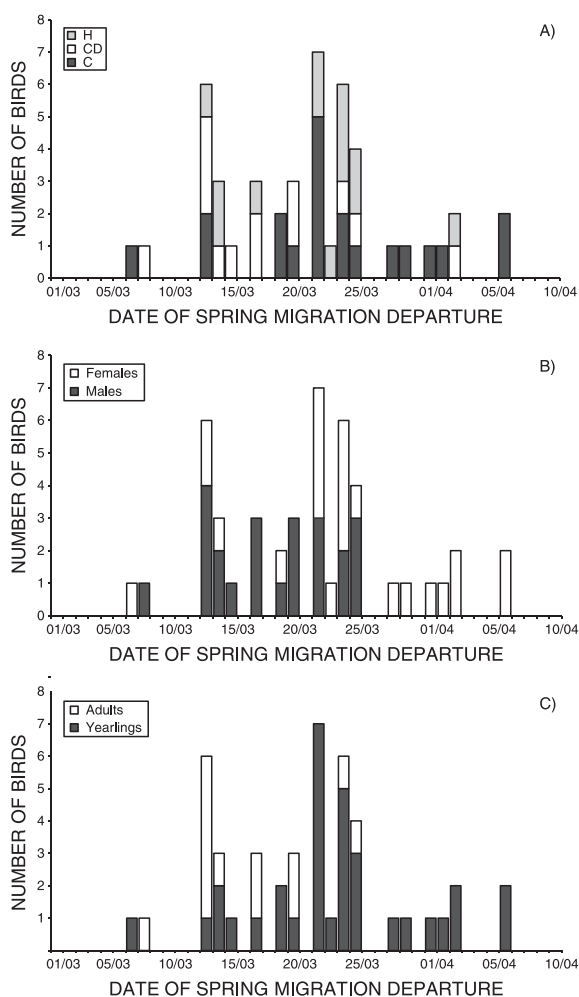 A)
H
CD
C
NUMBER OF BIRDS
8
7
6
5
4
3
2
1
0
01/03 05/03 10/03 15/03 20/03 25/03 01/04 05/04 10/04
DATE OF SPRING MIGRATION DEPARTURE
B)
Females
Males
NUMBER OF BIRDS
8
7
6
5
4
3
2
1
0
01/03 05/03 10/03 15/03 20/03 25/03 01/04 05/04 10/04
DATE OF SPRING MIGRATION DEPARTURE
C)
Adults
Yearlings
NUMBER OF BIRDS
8
7
6
5
4
3
2
1
01/03 05/03 10/03 15/03 20/03 25/03 01/04 05/04 10/04
DATE OF SPRING MIGRATION DEPARTURE